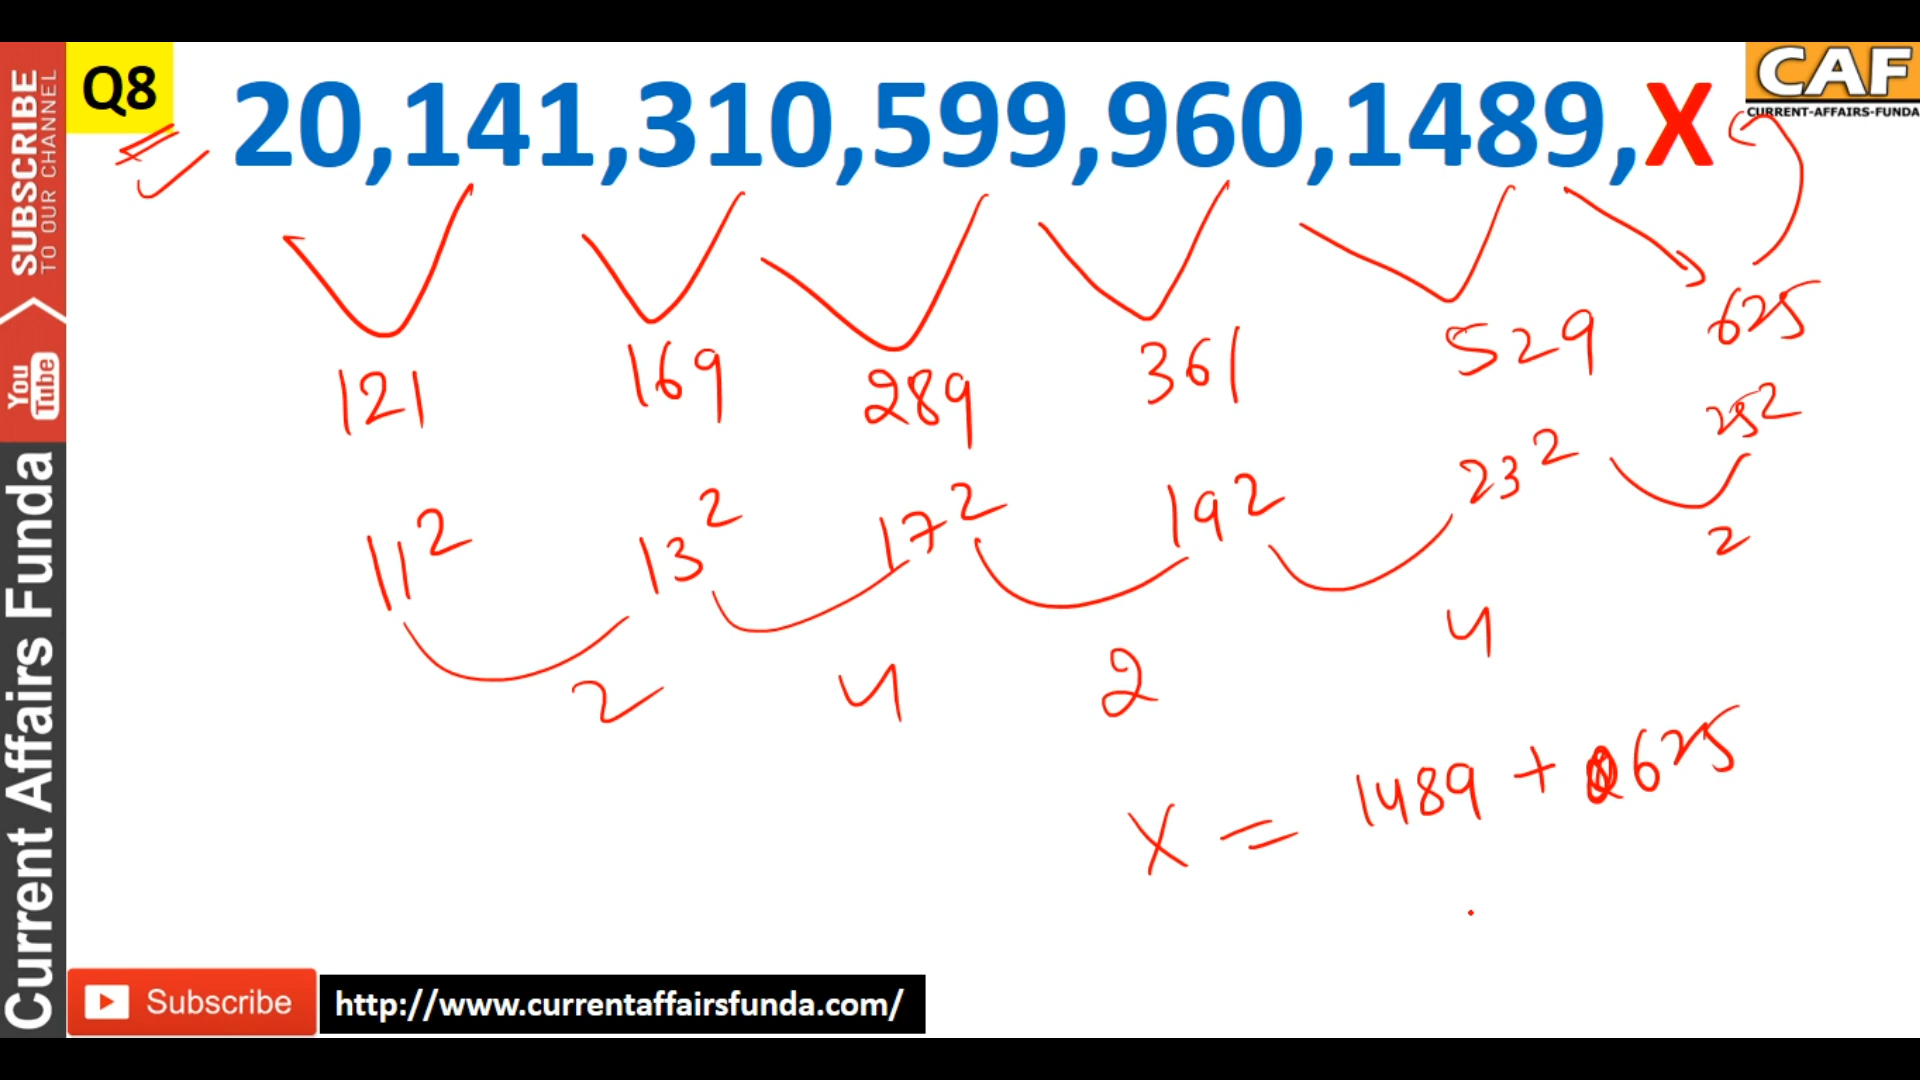 Q8
20,141,310,599,960,1489,X
CAF
CURRENT-AFFAIRS-FUNDA
SUBSCRIBE
TO OUR CHANNEL
You
Tube
Current Affairs Funda
121 169 289 361 529 625
11² 13² 17² 19² 23² 25²
2 4 2 4 2
X = 1489 + 625
Subscribe
http://www.currentaffairsfunda.com/